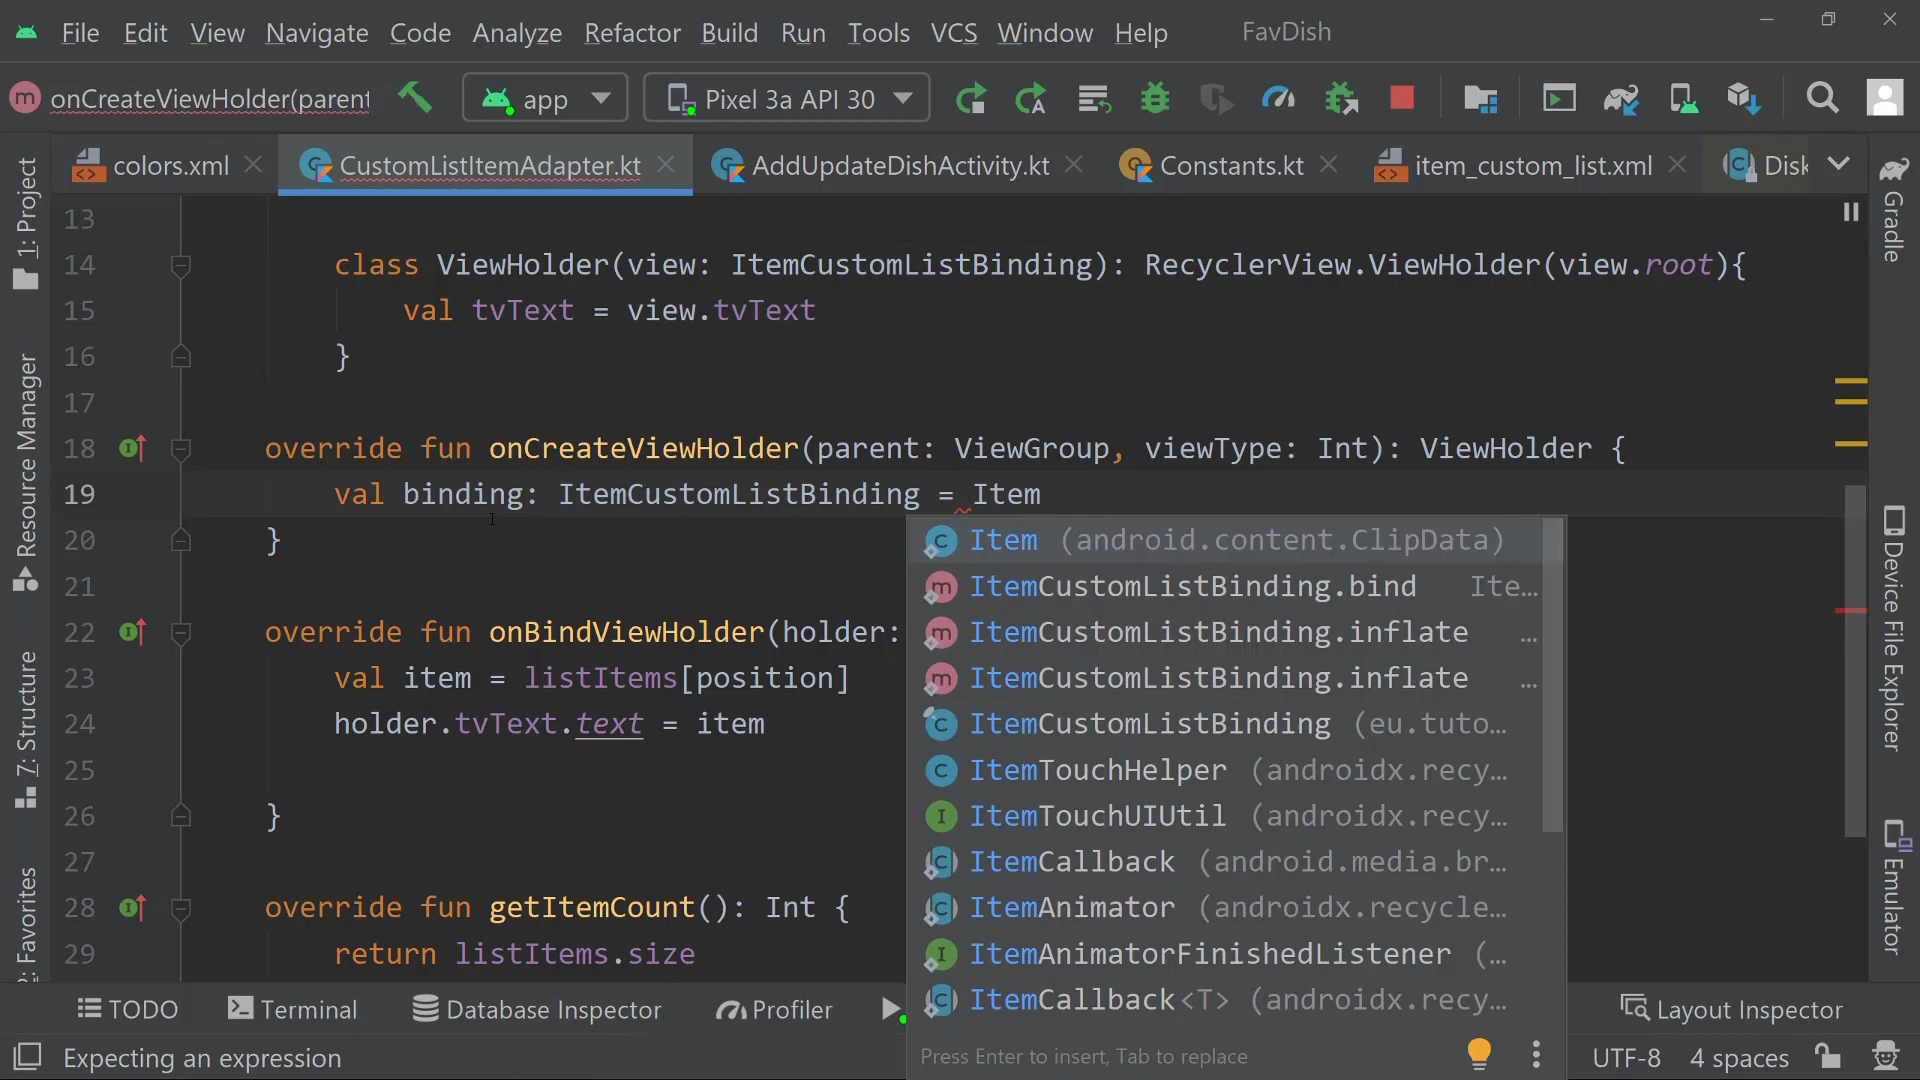 File Edit View Navigate Code Analyze Refactor Build Run Tools VCS Window Help FavDish
onCreateViewHolder(parent app Pixel 3a API 30
colors.xml CustomListItemAdapter.kt AddUpdateDishActivity.kt Constants.kt item_custom_list.xml Disk
1: Project
Resource Manager
7: Structure
2: Favorites
13
14 class ViewHolder(view: ItemCustomListBinding): RecyclerView.ViewHolder(view.root){
15 val tvText = view.tvText
16 }
17
18 override fun onCreateViewHolder(parent: ViewGroup, viewType: Int): ViewHolder {
19 val binding: ItemCustomListBinding = Item
20 }
21
22 override fun onBindViewHolder(holder:
23 val item = listItems[position]
24 holder.tvText.text = item
25
26 }
27
28 override fun getItemCount(): Int {
29 return listItems.size
Item (android.content.ClipData)
ItemCustomListBinding.bind Ite…
ItemCustomListBinding.inflate …
ItemCustomListBinding.inflate …
ItemCustomListBinding (eu.tuto…
ItemTouchHelper (androidx.recy…
ItemTouchUIUtil (androidx.recy…
ItemCallback (android.media.br…
ItemAnimator (androidx.recycle…
ItemAnimatorFinishedListener (…
ItemCallback<T> (androidx.recy…
Press Enter to insert, Tab to replace
Gradle
Device File Explorer
Emulator
TODO Terminal Database Inspector Profiler Layout Inspector
Expecting an expression UTF-8 4 spaces